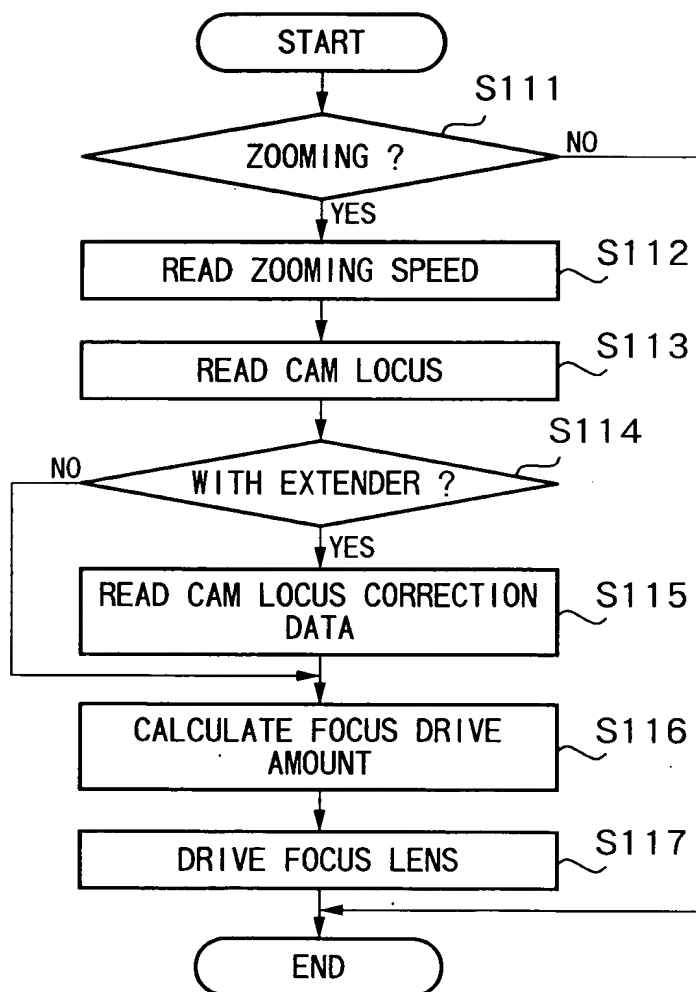 START
S111
ZOOMING ?
NO
YES
READ ZOOMING SPEED
S112
READ CAM LOCUS
S113
S114
NO
WITH EXTENDER ?
YES
READ CAM LOCUS CORRECTION
DATA
S115
CALCULATE FOCUS DRIVE
AMOUNT
S116
DRIVE FOCUS LENS
S117
END